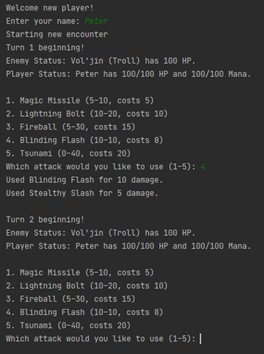 Welcome new player!
Enter your name: Peter
Starting new encounter
Turn 1 beginning!
Enemy Status: Vol'jin (Troll) has 100 HP.
Player Status: Peter has 100/100 HP and 100/100 Mana.
1. Magic Missile (5-10, costs 5)
2. Lightning Bolt (10-20, costs 10)
3. Fireball (5-30, costs 15)
4. Blinding Flash (10-10, costs 8)
5. Tsunami (0-40, costs 20)
Which attack would you like to use (1-5): 4
Used Blinding Flash for 10 damage.
Used Stealthy Slash for 5 damage.
Turn 2 beginning!
Enemy Status: Vol'jin (Troll) has 100 HP.
Player Status: Peter has 100/100 HP and 100/100 Mana.
1. Magic Missile (5-10, costs 5)
2. Lightning Bolt (10-20, costs 10)
3. Fireball (5-30, costs 15)
4. Blinding Flash (10-10, costs 8)
5. Tsunami (0-40, costs 20)
Which attack would you like to use (1-5):